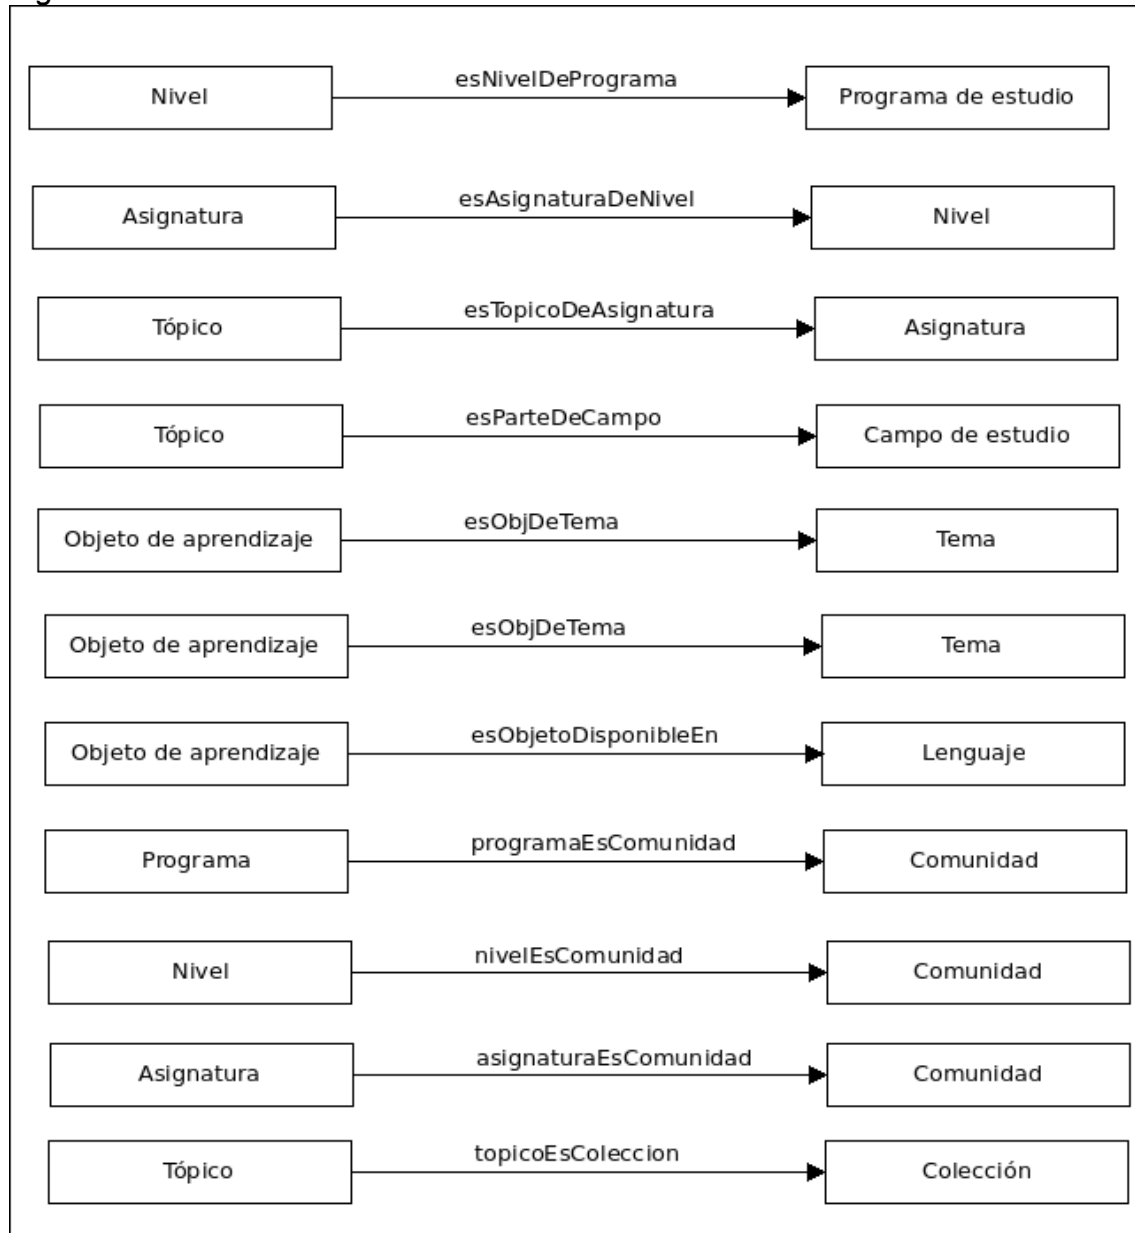 Nivel esNivelDePrograma Programa de estudio
Asignatura esAsignaturaDeNivel Nivel
Tópico esTopicoDeAsignatura Asignatura
Tópico esParteDeCampo Campo de estudio
Objeto de aprendizaje esObjDeTema Tema
Objeto de aprendizaje esObjDeTema Tema
Objeto de aprendizaje esObjetoDisponibleEn Lenguaje
Programa programaEsComunidad Comunidad
Nivel nivelEsComunidad Comunidad
Asignatura asignaturaEsComunidad Comunidad
Tópico topicoEsColeccion Colección